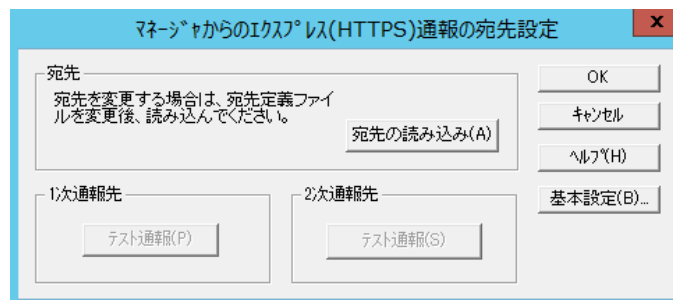 ﾏﾈｰｼﾞｬからのｴｸｽﾌﾟﾚｽ(HTTPS)通報の宛先設定
x
宛先
宛先を変更する場合は、宛先定義ファイ
ルを変更後、読み込んでください。
宛先の読み込み(A)
OK
ｷｬﾝｾﾙ
ﾍﾙﾌﾟ(H)
基本設定(B)...
1次通報先
テスト通報(P)
2次通報先
テスト通報(S)